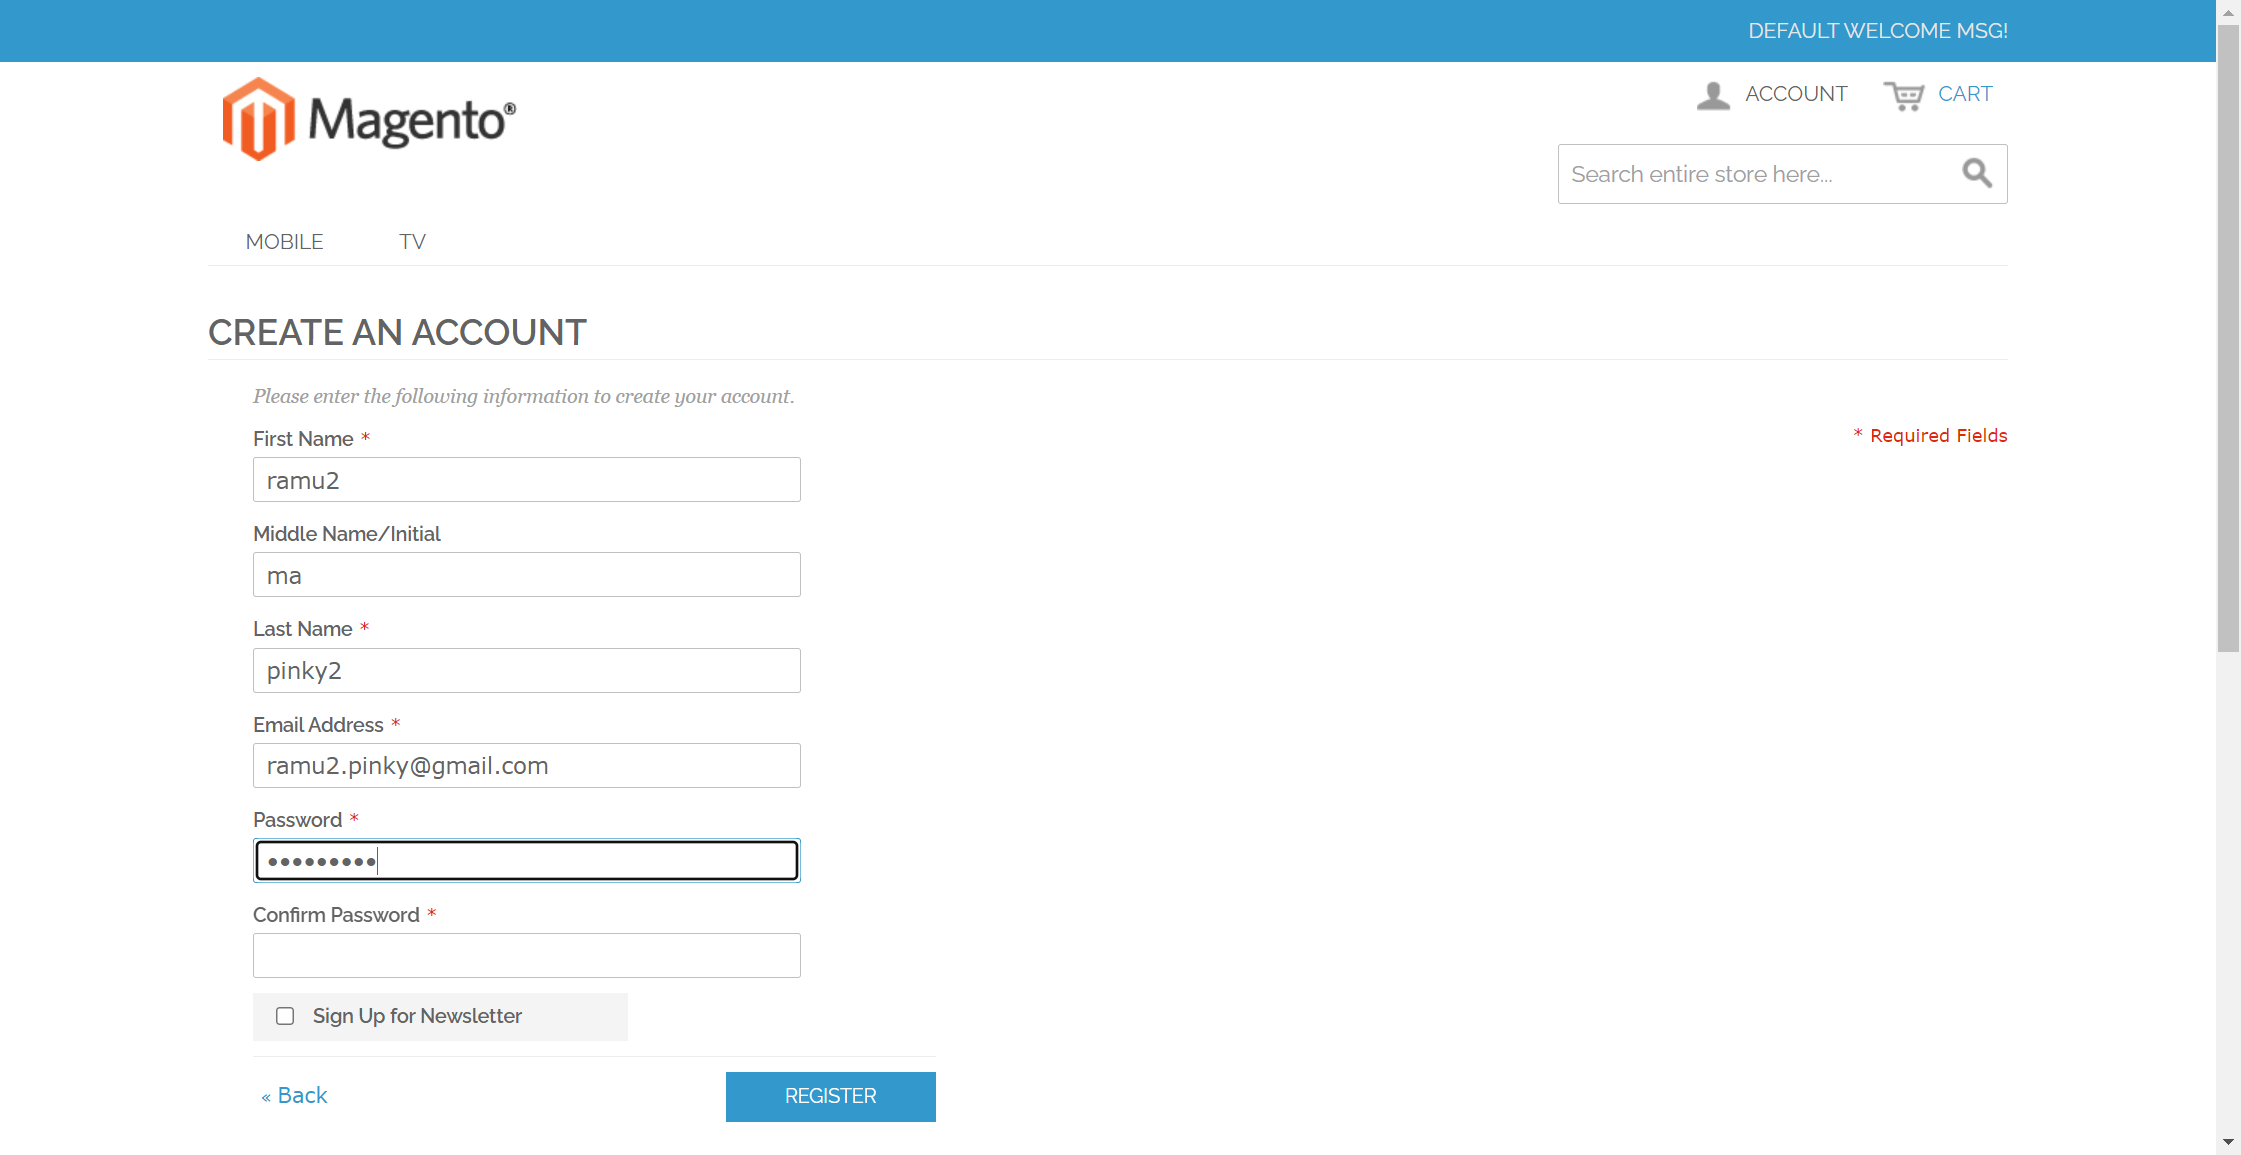 DEFAULT WELCOME MSG!
Magento®
ACCOUNT
CART
Search entire store here...
MOBILE
TV
CREATE AN ACCOUNT
Please enter the following information to create your account.
First Name *
* Required Fields
ramu2
Middle Name/Initial
ma
Last Name *
pinky2
Email Address *
ramu2.pinky@gmail.com
Password *
•••••••••
Confirm Password *
Sign Up for Newsletter
« Back
REGISTER